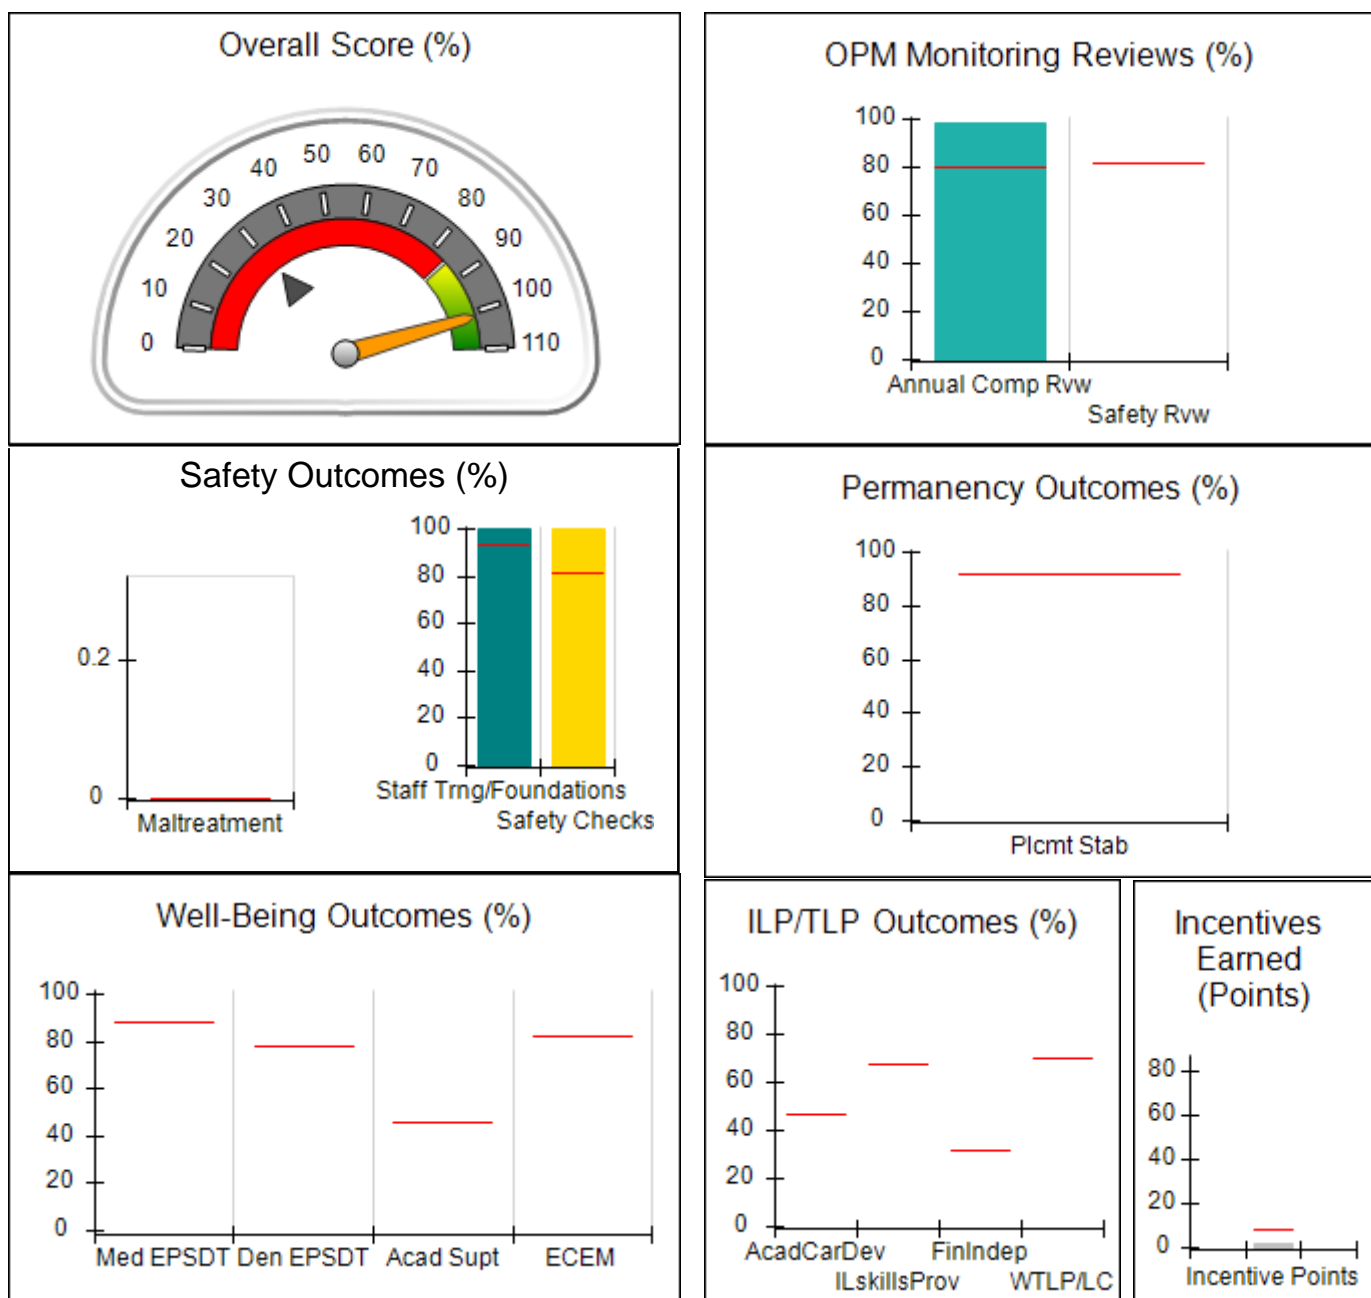 Overall Score (%)
0
10
20
30
40
50
60
70
80
90
100
110
OPM Monitoring Reviews (%)
100
80
60
40
20
0
Annual Comp Rvw
Safety Rvw
Safety Outcomes (%)
0.2
0
Maltreatment
100
80
60
40
20
0
Staff Trng/Foundations
Safety Checks
Permanency Outcomes (%)
100
80
60
40
20
0
Plcmt Stab
Well-Being Outcomes (%)
100
80
60
40
20
0
Med EPSDT Den EPSDT Acad Supt ECEM
ILP/TLP Outcomes (%)
100
80
60
40
20
0
AcadCarDev FinIndep
ILskillsProv WTLP/LC
Incentives
Earned
(Points)
80
60
40
20
0
Incentive Points